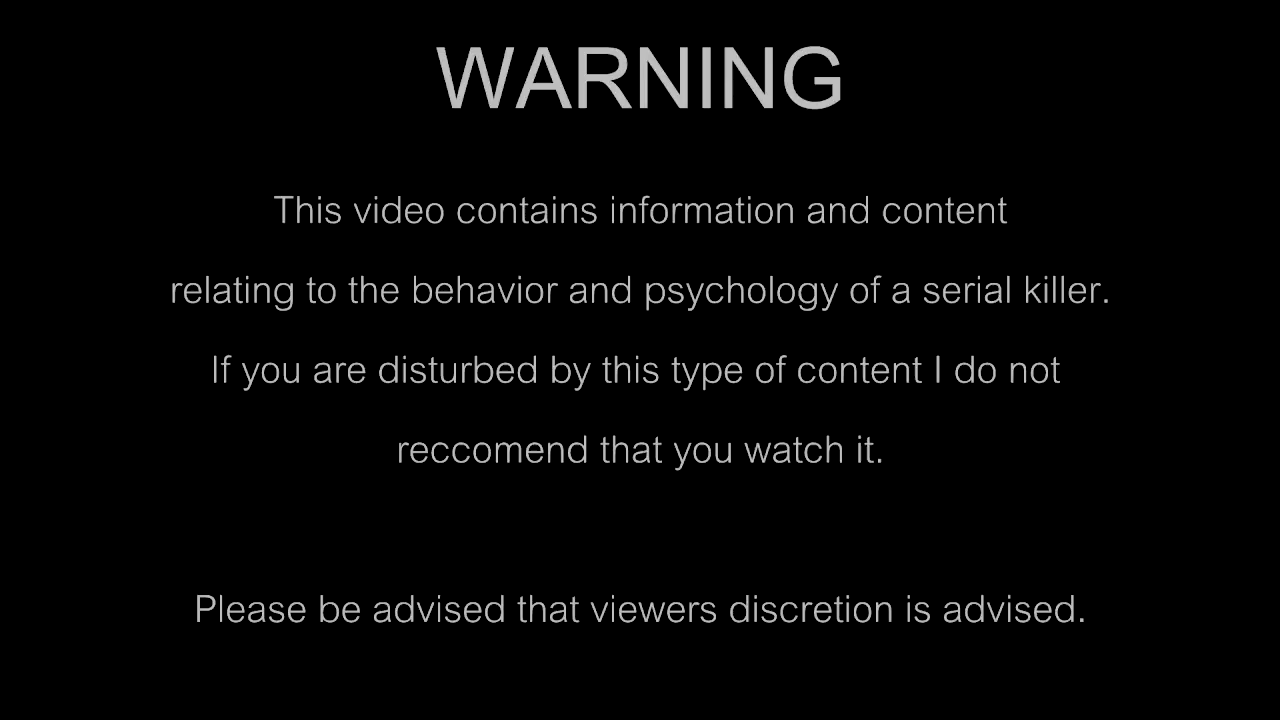 WARNING
This video contains information and content
relating to the behavior and psychology of a serial killer.
If you are disturbed by this type of content I do not
reccomend that you watch it.
Please be advised that viewers discretion is advised.